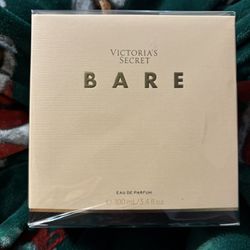 VICTORIA'S
SECRET
BARE
EAU DE PARFUM
100 mL/3.4 fl oz